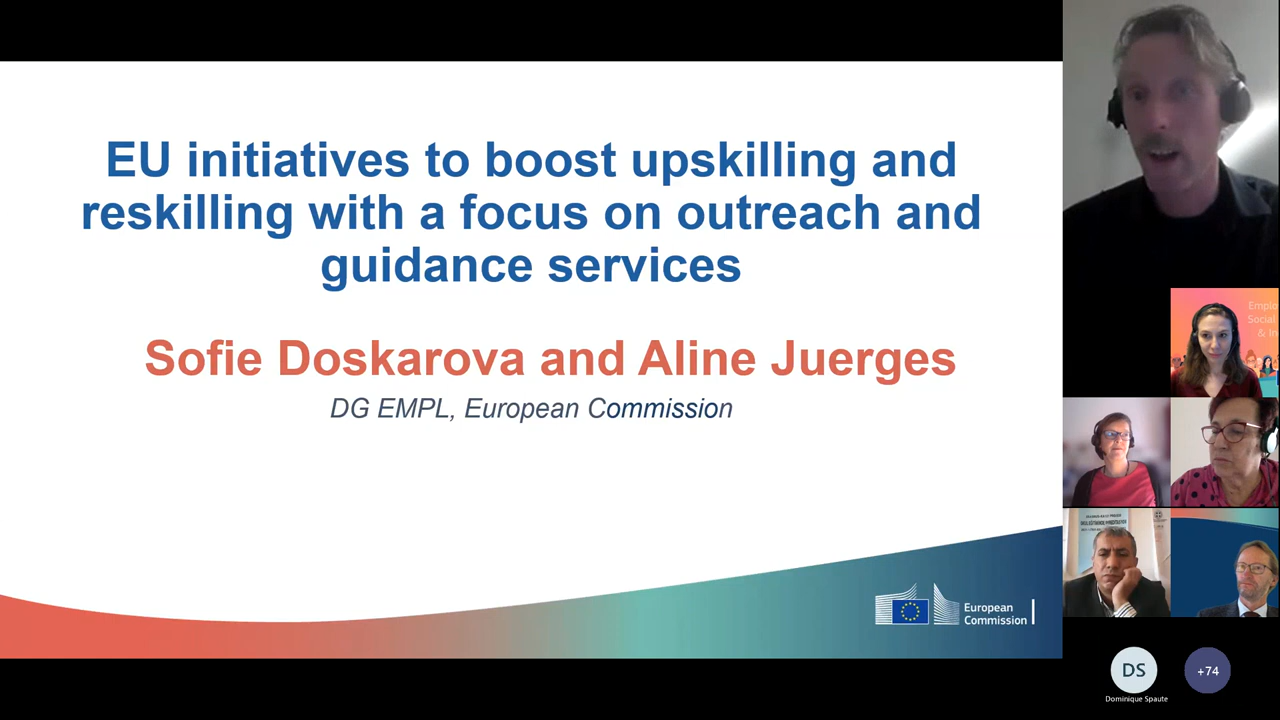 EU initiatives to boost upskilling and
reskilling with a focus on outreach and
guidance services
Sofie Doskarova and Aline Juerges
DG EMPL, European Commission
European
Commission
DS
Dominique Spaute
+74